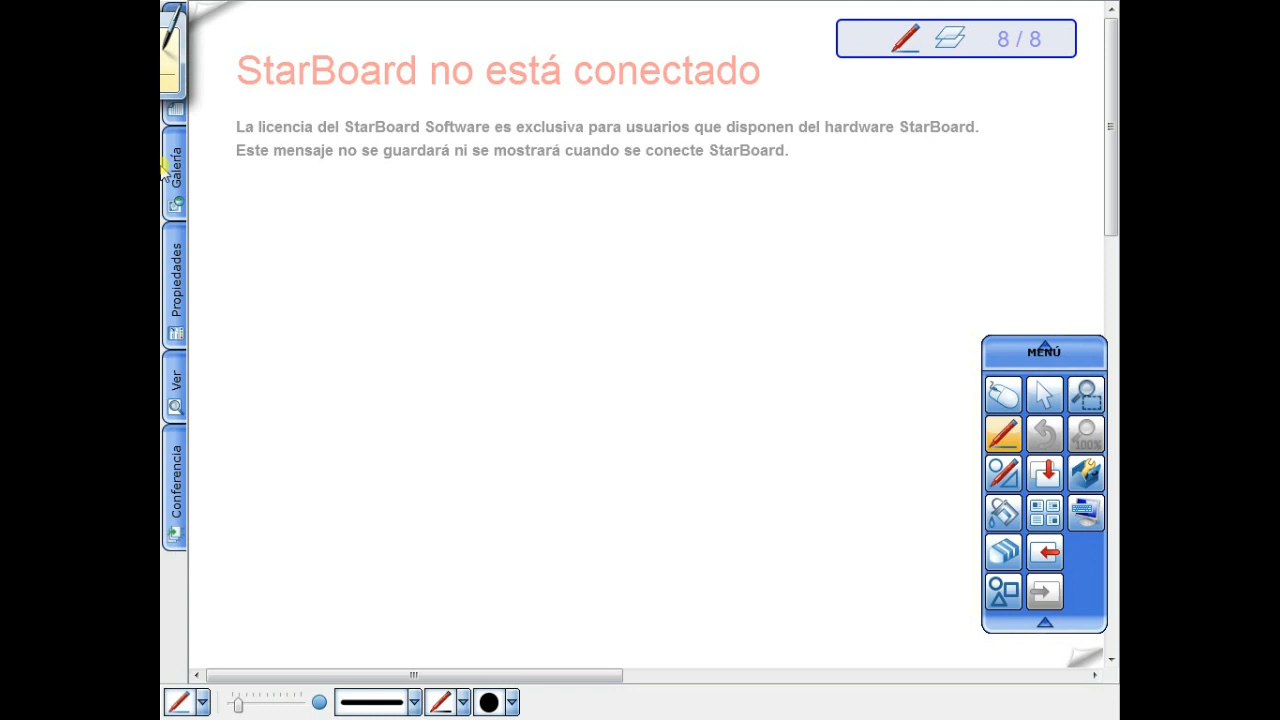 8 / 8
StarBoard no está conectado
La licencia del StarBoard Software es exclusiva para usuarios que disponen del hardware StarBoard.
Este mensaje no se guardará ni se mostrará cuando se conecte StarBoard.
Galería
Propiedades
Ver
Conferencia
MENÚ
100%